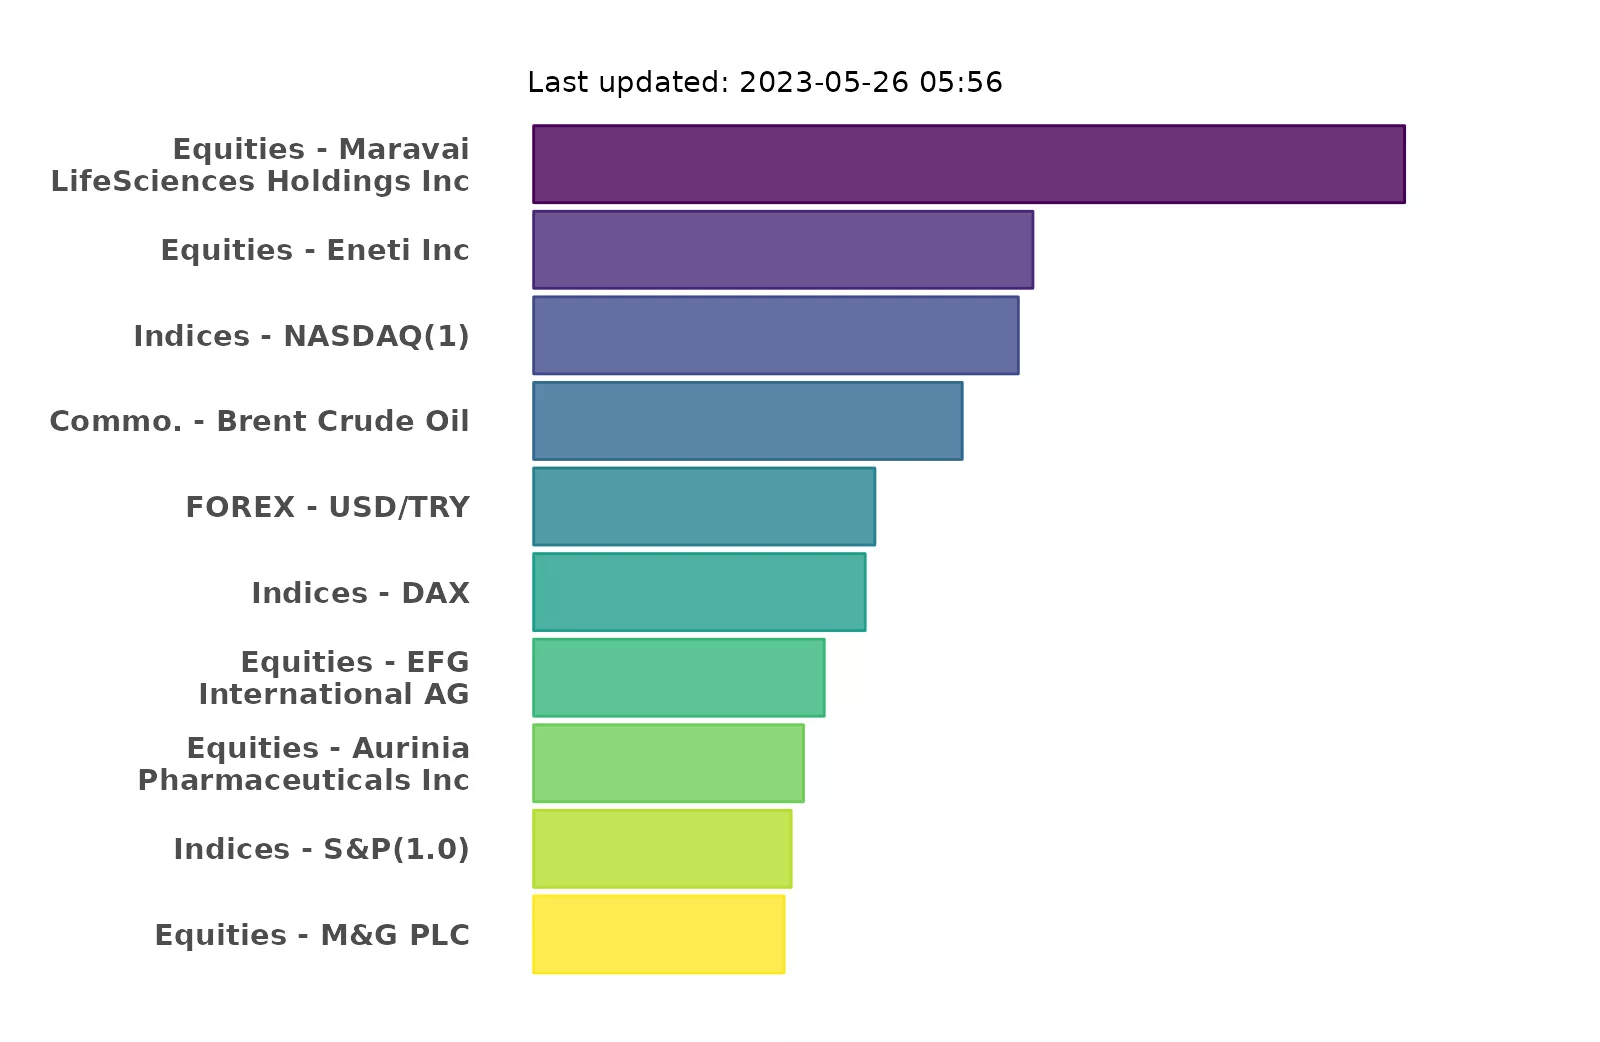 Last updated: 2023-05-26 05:56
Equities - Maravai
LifeSciences Holdings Inc
Equities - Eneti Inc
Indices - NASDAQ(1)
Commo. - Brent Crude Oil
FOREX - USD/TRY
Indices - DAX
Equities - EFG
International AG
Equities - Aurinia
Pharmaceuticals Inc
Indices - S&P(1.0)
Equities - M&G PLC